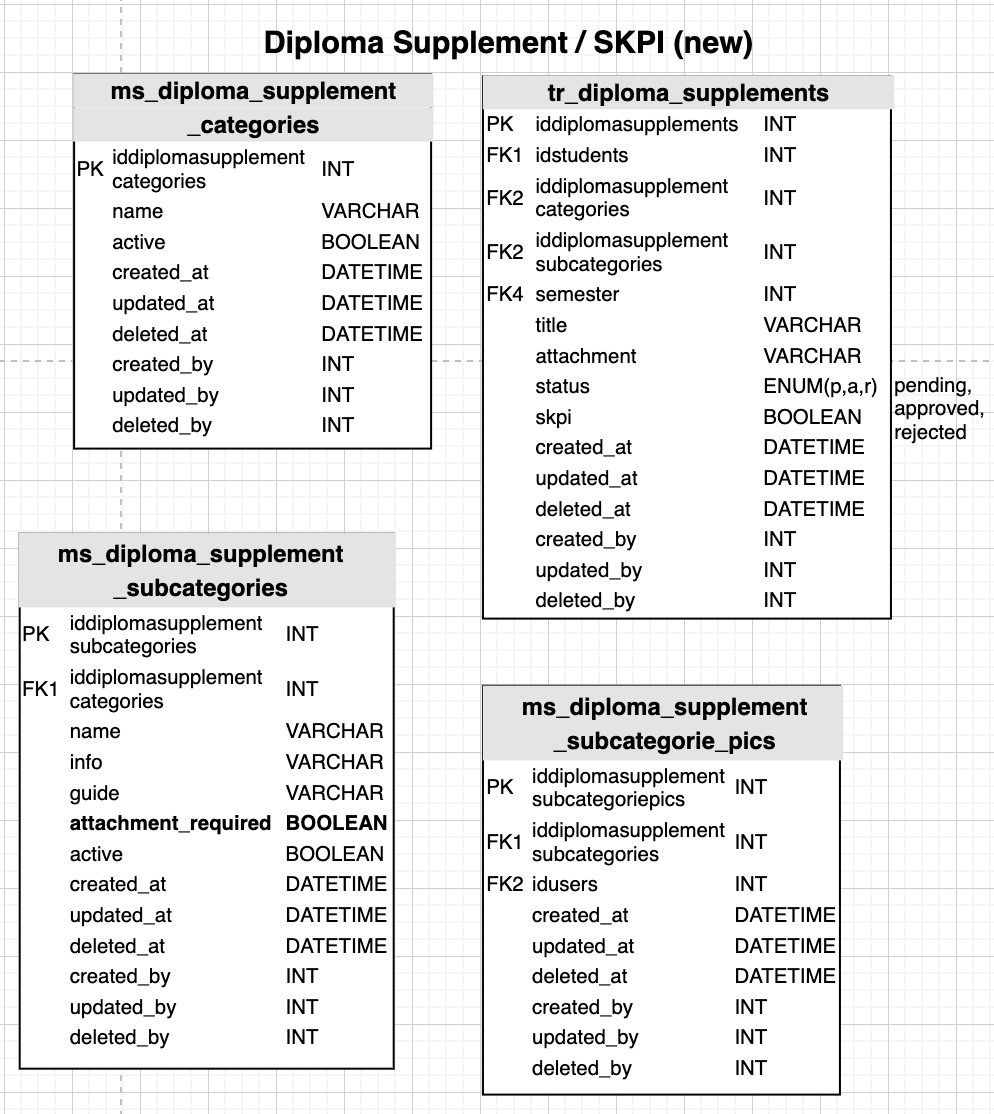 Diploma Supplement / SKPI (new)
ms_diploma_supplement
_categories
PK iddiplomasupplement
categories INT
name VARCHAR
active BOOLEAN
created_at DATETIME
updated_at DATETIME
deleted_at DATETIME
created_by INT
updated_by INT
deleted_by INT
tr_diploma_supplements
PK iddiplomasupplements INT
FK1 idstudents INT
FK2 iddiplomasupplement
categories INT
FK2 iddiplomasupplement
subcategories INT
FK4 semester INT
title VARCHAR
attachment VARCHAR
status ENUM(p,a,r)
pending,
approved,
rejected
skpi BOOLEAN
created_at DATETIME
updated_at DATETIME
deleted_at DATETIME
created_by INT
updated_by INT
deleted_by INT
ms_diploma_supplement
_subcategories
PK iddiplomasupplement
subcategories INT
FK1 iddiplomasupplement
categories INT
name VARCHAR
info VARCHAR
guide VARCHAR
attachment_required BOOLEAN
active BOOLEAN
created_at DATETIME
updated_at DATETIME
deleted_at DATETIME
created_by INT
updated_by INT
deleted_by INT
ms_diploma_supplement
_subcategorie_pics
PK iddiplomasupplement
subcategoriepics INT
FK1 iddiplomasupplement
subcategories INT
FK2 idusers INT
created_at DATETIME
updated_at DATETIME
deleted_at DATETIME
created_by INT
updated_by INT
deleted_by INT